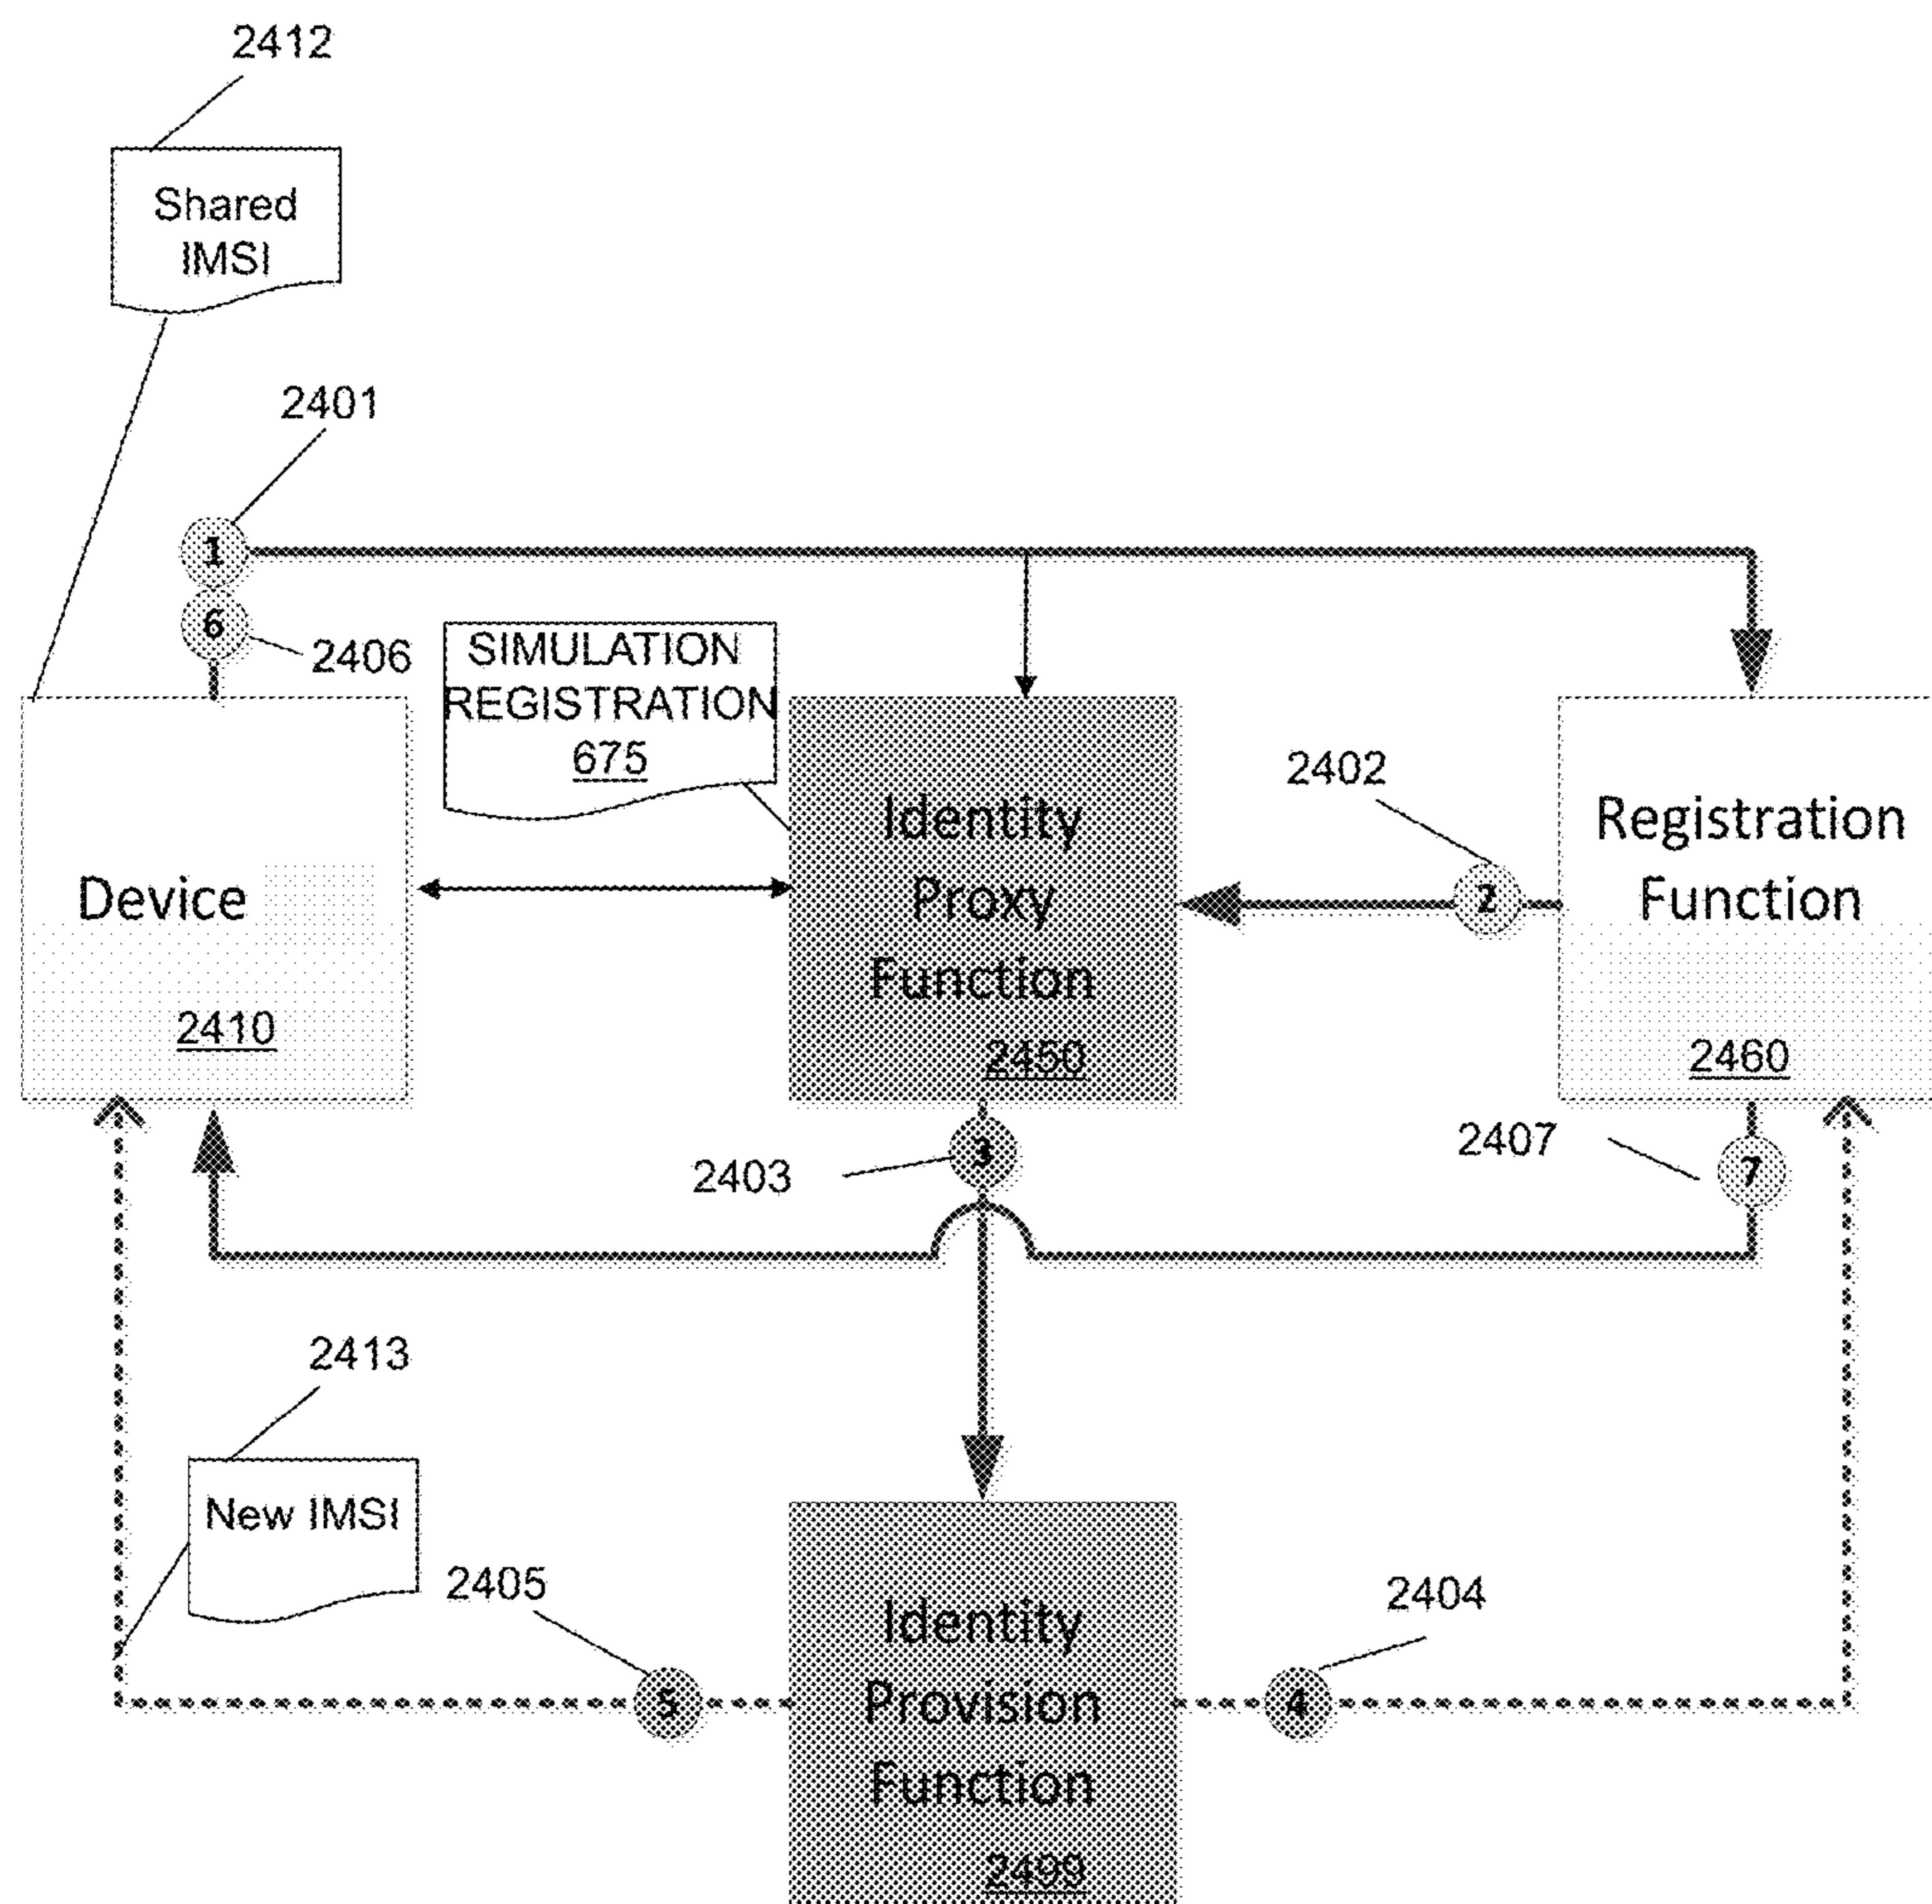 2412
Shared
IMSI
2401
1
6
2406
SIMULATION
REGISTRATION
675
2402
2
Identity
Proxy
Function
2450
Registration
Function
2460
Device
2410
2403
3
2407
7
2413
New IMSI
2405
5
2404
4
Identity
Provision
Function
2499